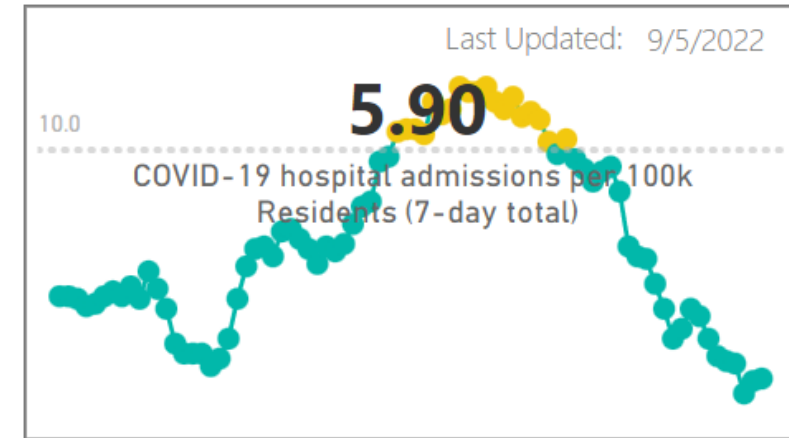 Last Updated: 9/5/2022
5.90
10.0
COVID-19 hospital admissions per 100k
Residents (7-day total)